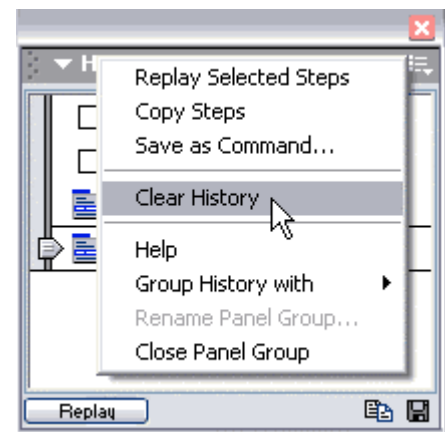 H
Replay Selected Steps
Copy Steps
Save as Command...
Clear History
Help
Group History with
Rename Panel Group...
Close Panel Group
Replay